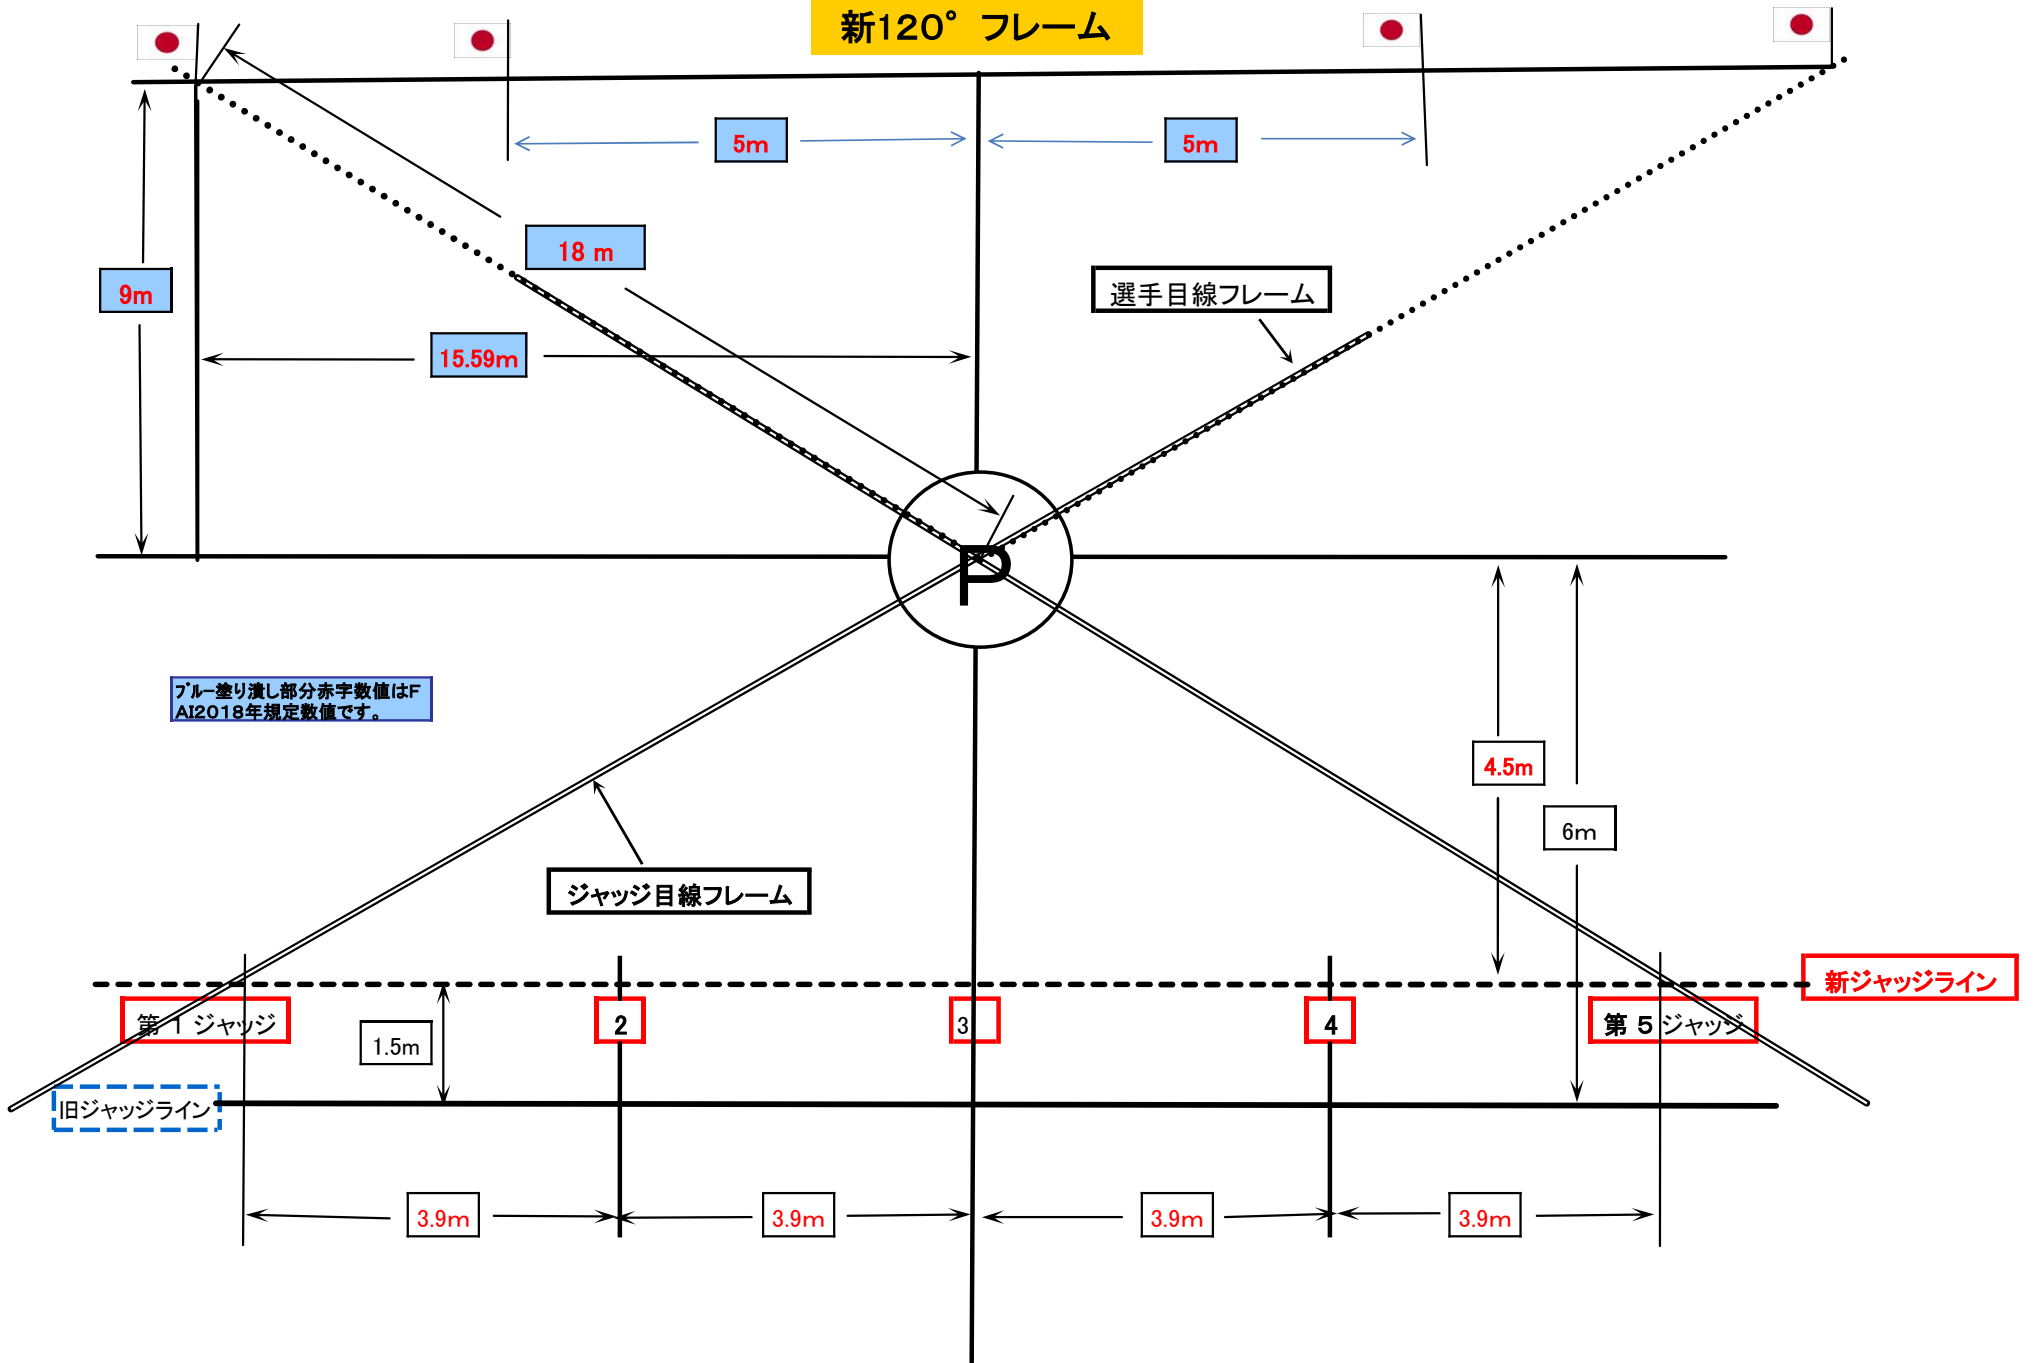 新120°フレーム
5m
5m
18 m
9m
選手目線フレーム
15.59m
P
ﾌﾞﾙｰ塗り潰し部分赤字数値はF
AI2018年規定数値です。
4.5m
6m
ジャッジ目線フレーム
新ジャッジライン
第 1 ジャッジ
2
3
4
第 5 ジャッジ
1.5m
旧ジャッジライン
3.9m
3.9m
3.9m
3.9m